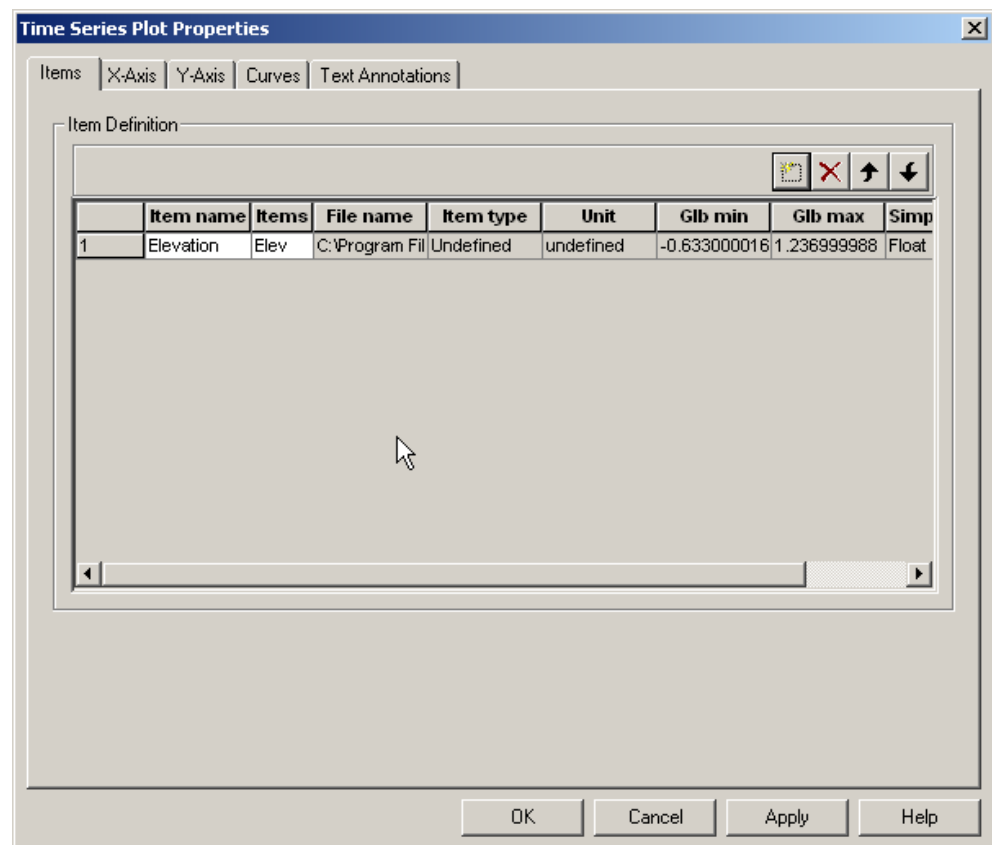 Time Series Plot Properties
Items X-Axis Y-Axis Curves Text Annotations
Item Definition
Item name Items File name Item type Unit Glb min Glb max Simp
1 Elevation Elev C:\Program Fil Undefined undefined -0.633000016 1.236999988 Float
OK Cancel Apply Help